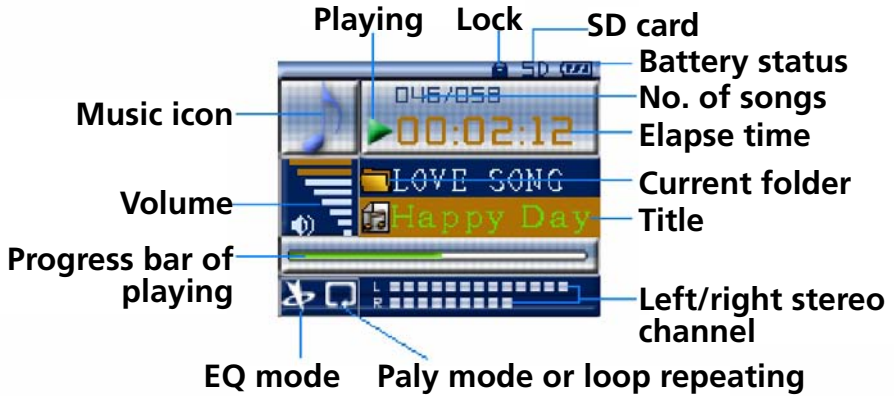 Playing Lock SD card
SD Battery status
046/058 No. of songs
Music icon
00:02:12 Elapse time
LOVE SONG Current folder
Volume
Happy Day Title
Progress bar of
playing
L
R
Left/right stereo
channel
EQ mode Paly mode or loop repeating